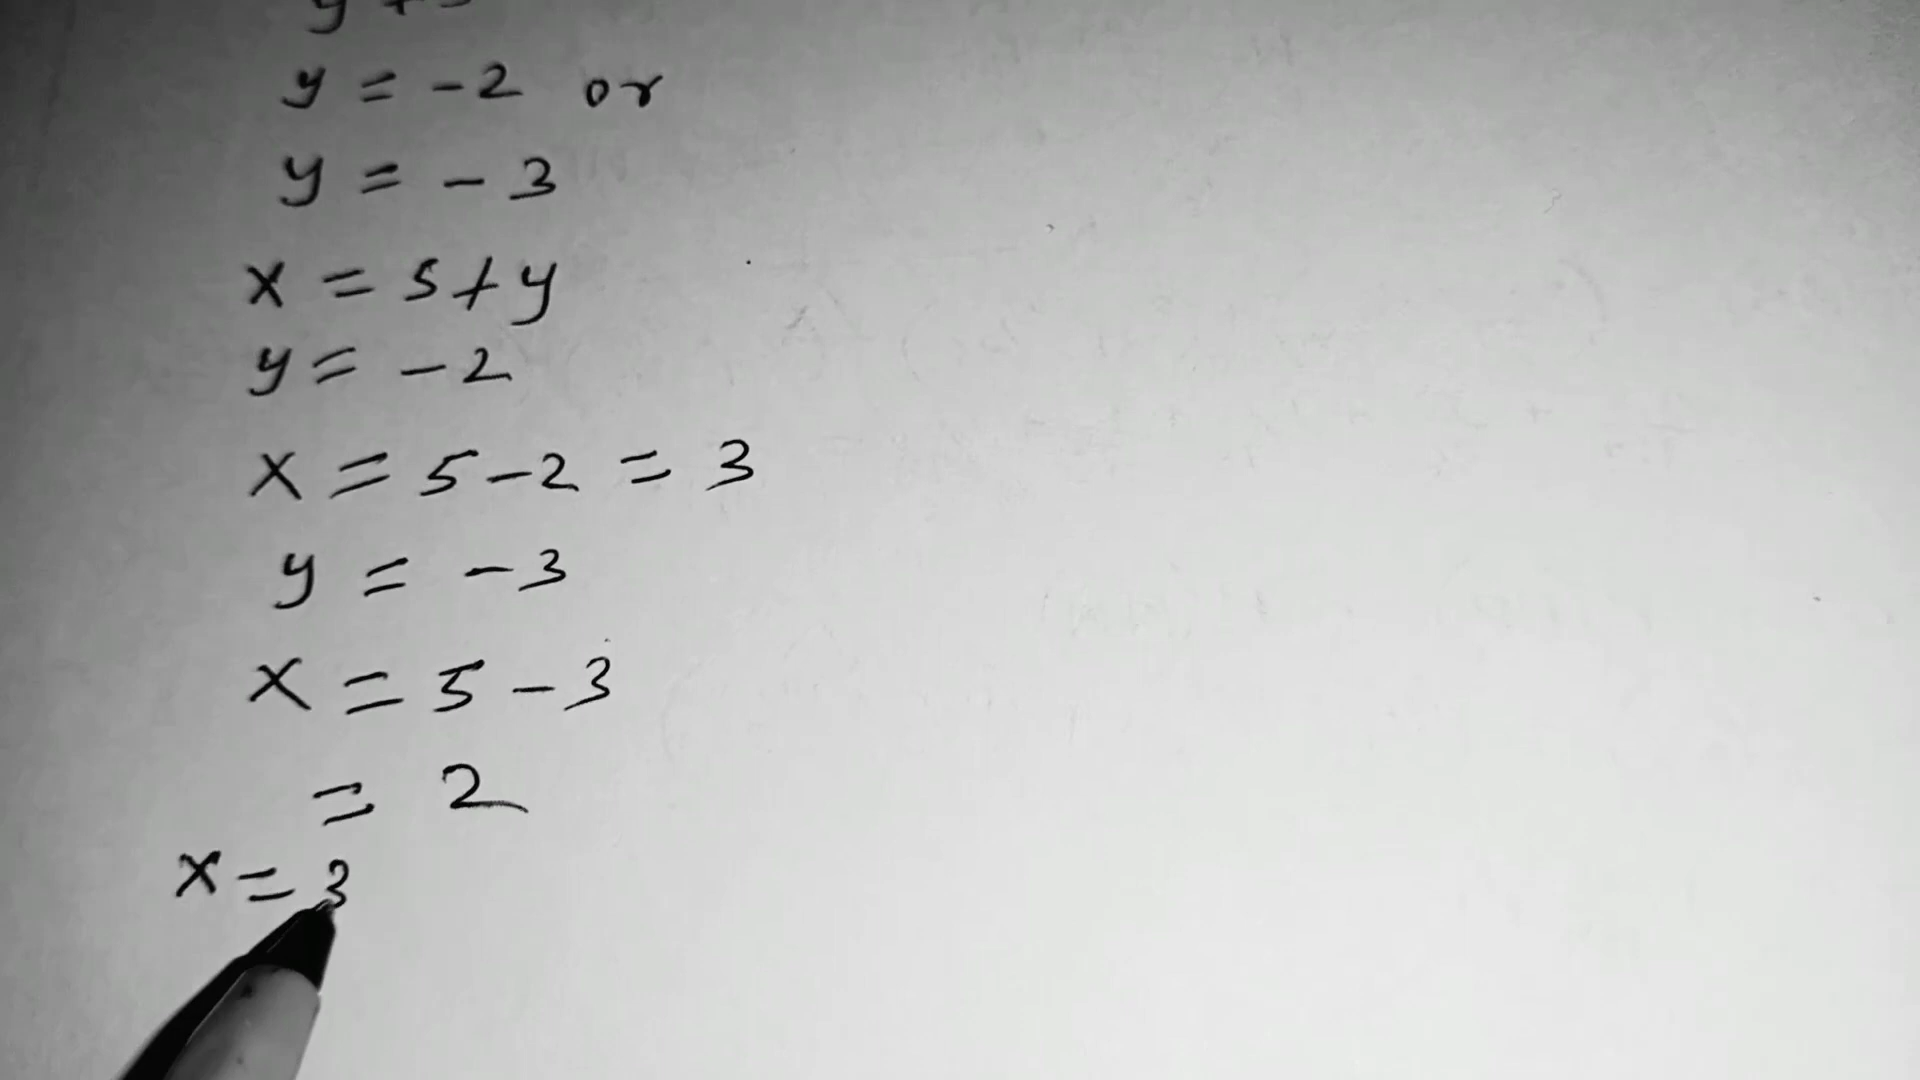 y = -2 or
y = - 3
x = 5+y
y = -2
x = 5-2 = 3
y = -3
x = 5-3
= 2
x = 3